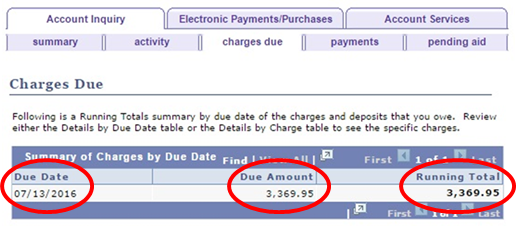 Account Inquiry Electronic Payments/Purchases Account Services
summary activity charges due payments pending aid
Charges Due
Following is a Running Totals summary by due date of the charges and deposits that you owe. Review
either the Details by Due Date table or the Details by Charge table to see the specific charges.
Summary of Charges by Due Date Find | View All | First 1 of 1 Last
Due Date Due Amount Running Total
07/13/2016 3,369.95 3,369.95
| First 1 of 1 Last